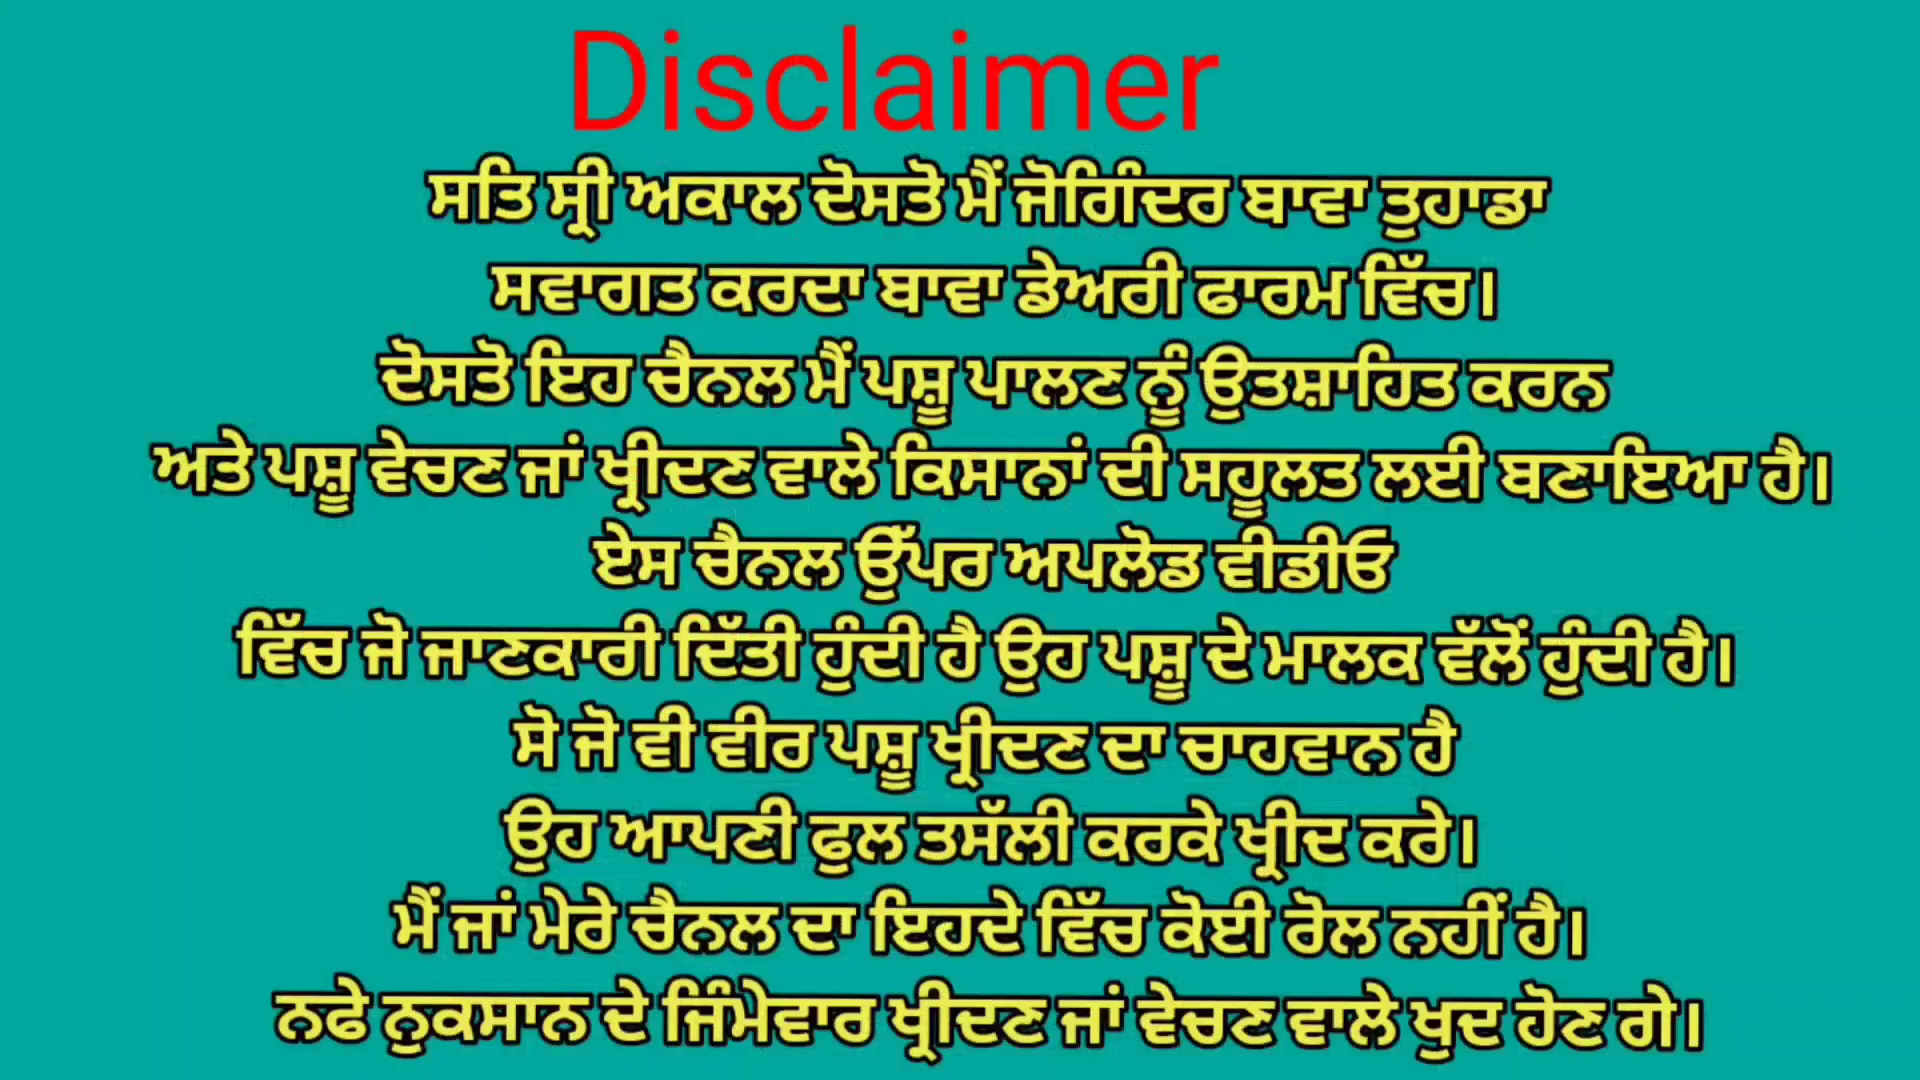 Disclaimer
ਸਤਿ ਸ੍ਰੀ ਅਕਾਲ ਦੋਸਤੋ ਮੈਂ ਜੋਗਿੰਦਰ ਬਾਵਾ ਤੁਹਾਡਾ
ਸਵਾਗਤ ਕਰਦਾ ਬਾਵਾ ਡੇਅਰੀ ਫਾਰਮ ਵਿੱਚ।
ਦੋਸਤੋ ਇਹ ਚੈਨਲ ਮੈਂ ਪਸ਼ੂ ਪਾਲਣ ਨੂੰ ਉਤਸ਼ਾਹਿਤ ਕਰਨ
ਅਤੇ ਪਸ਼ੂ ਵੇਚਣ ਜਾਂ ਖ੍ਰੀਦਣ ਵਾਲੇ ਕਿਸਾਨਾਂ ਦੀ ਸਹੂਲਤ ਲਈ ਬਣਾਇਆ ਹੈ।
ਏਸ ਚੈਨਲ ਉੱਪਰ ਅਪਲੋਡ ਵੀਡੀਓ
ਵਿੱਚ ਜੋ ਜਾਣਕਾਰੀ ਦਿੱਤੀ ਹੁੰਦੀ ਹੈ ਉਹ ਪਸ਼ੂ ਦੇ ਮਾਲਕ ਵੱਲੋਂ ਹੁੰਦੀ ਹੈ।
ਸੋ ਜੋ ਵੀ ਵੀਰ ਪਸ਼ੂ ਖ੍ਰੀਦਣ ਦਾ ਚਾਹਵਾਨ ਹੈ
ਉਹ ਆਪਣੀ ਫੁਲ ਤਸੱਲੀ ਕਰਕੇ ਖ੍ਰੀਦ ਕਰੇ।
ਮੈਂ ਜਾਂ ਮੇਰੇ ਚੈਨਲ ਦਾ ਇਹਦੇ ਵਿੱਚ ਕੋਈ ਰੋਲ ਨਹੀਂ ਹੈ।
ਨਫੇ ਨੁਕਸਾਨ ਦੇ ਜਿੰਮੇਵਾਰ ਖ੍ਰੀਦਣ ਜਾਂ ਵੇਚਣ ਵਾਲੇ ਖੁਦ ਹੋਣ ਗੇ।